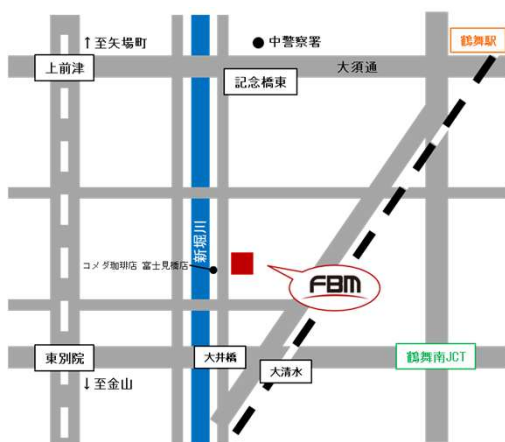 ↑至矢場町
中警察署
鶴舞駅
上前津
大須通
記念橋東
新堀川
コメダ珈琲店 富士見橋店
FBM
東別院
大井橋
大清水
鶴舞南JCT
↓至金山